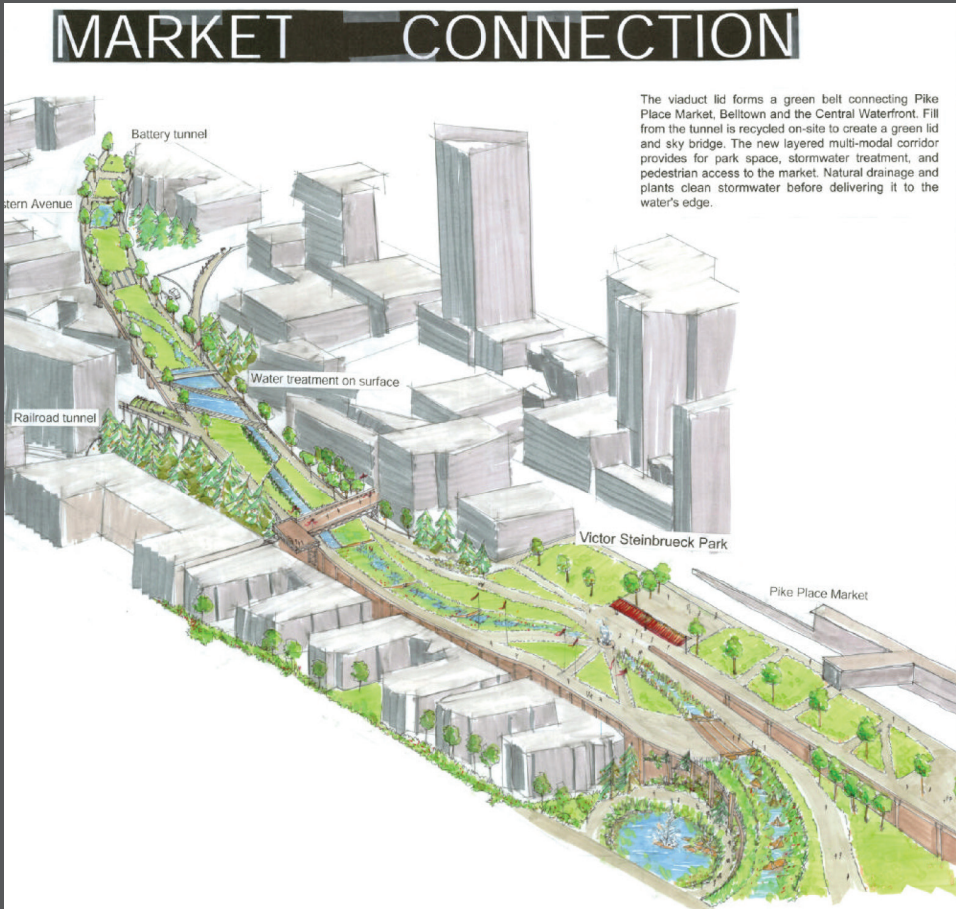 MARKET CONNECTION
The viaduct lid forms a green belt connecting Pike
Place Market, Belltown and the Central Waterfront. Fill
from the tunnel is recycled on-site to create a green lid
and sky bridge. The new layered multi-modal corridor
provides for park space, stormwater treatment, and
pedestrian access to the market. Natural drainage and
plants clean stormwater before delivering it to the
water's edge.
Battery tunnel
stern Avenue
Water treatment on surface
Railroad tunnel
Victor Steinbrueck Park
Pike Place Market